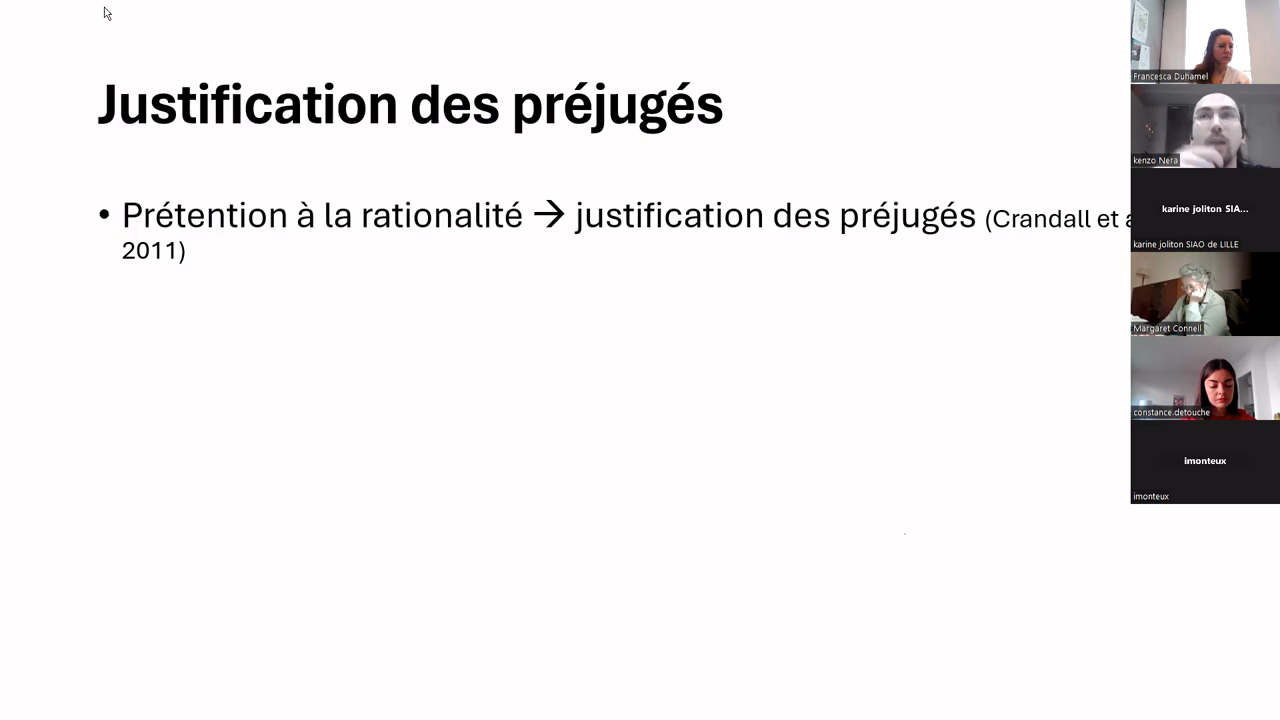 Justification des préjugés
• Prétention à la rationalité → justification des préjugés (Crandall et
2011)
Francesca Duhamel
kenzo Nera
karine joliton SIA...
karine joliton SIAO de LILLE
Margaret Connell
constance.detouche
imonteux
imonteux